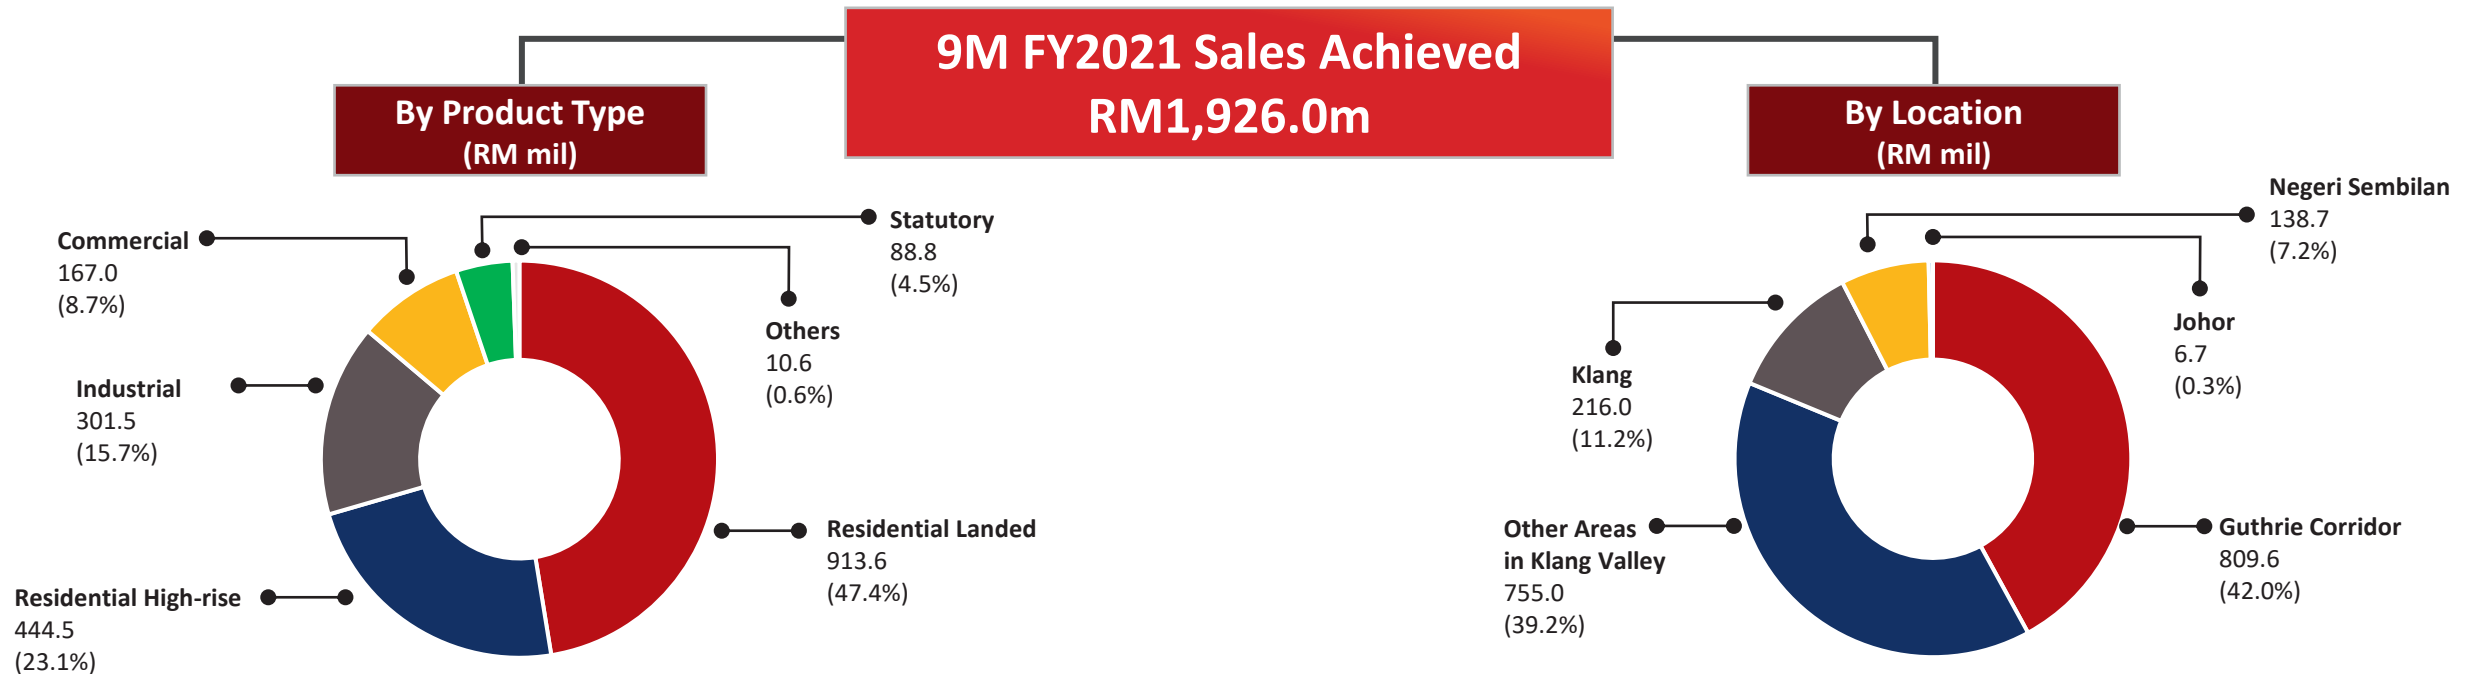 9M FY2021 Sales Achieved
RM1,926.0m
By Product Type
(RM mil)
Commercial
167.0
(8.7%)
Statutory
88.8
(4.5%)
Others
10.6
(0.6%)
Industrial
301.5
(15.7%)
Residential Landed
913.6
(47.4%)
Residential High-rise
444.5
(23.1%)
By Location
(RM mil)
Negeri Sembilan
138.7
(7.2%)
Johor
6.7
(0.3%)
Klang
216.0
(11.2%)
Other Areas
in Klang Valley
755.0
(39.2%)
Guthrie Corridor
809.6
(42.0%)